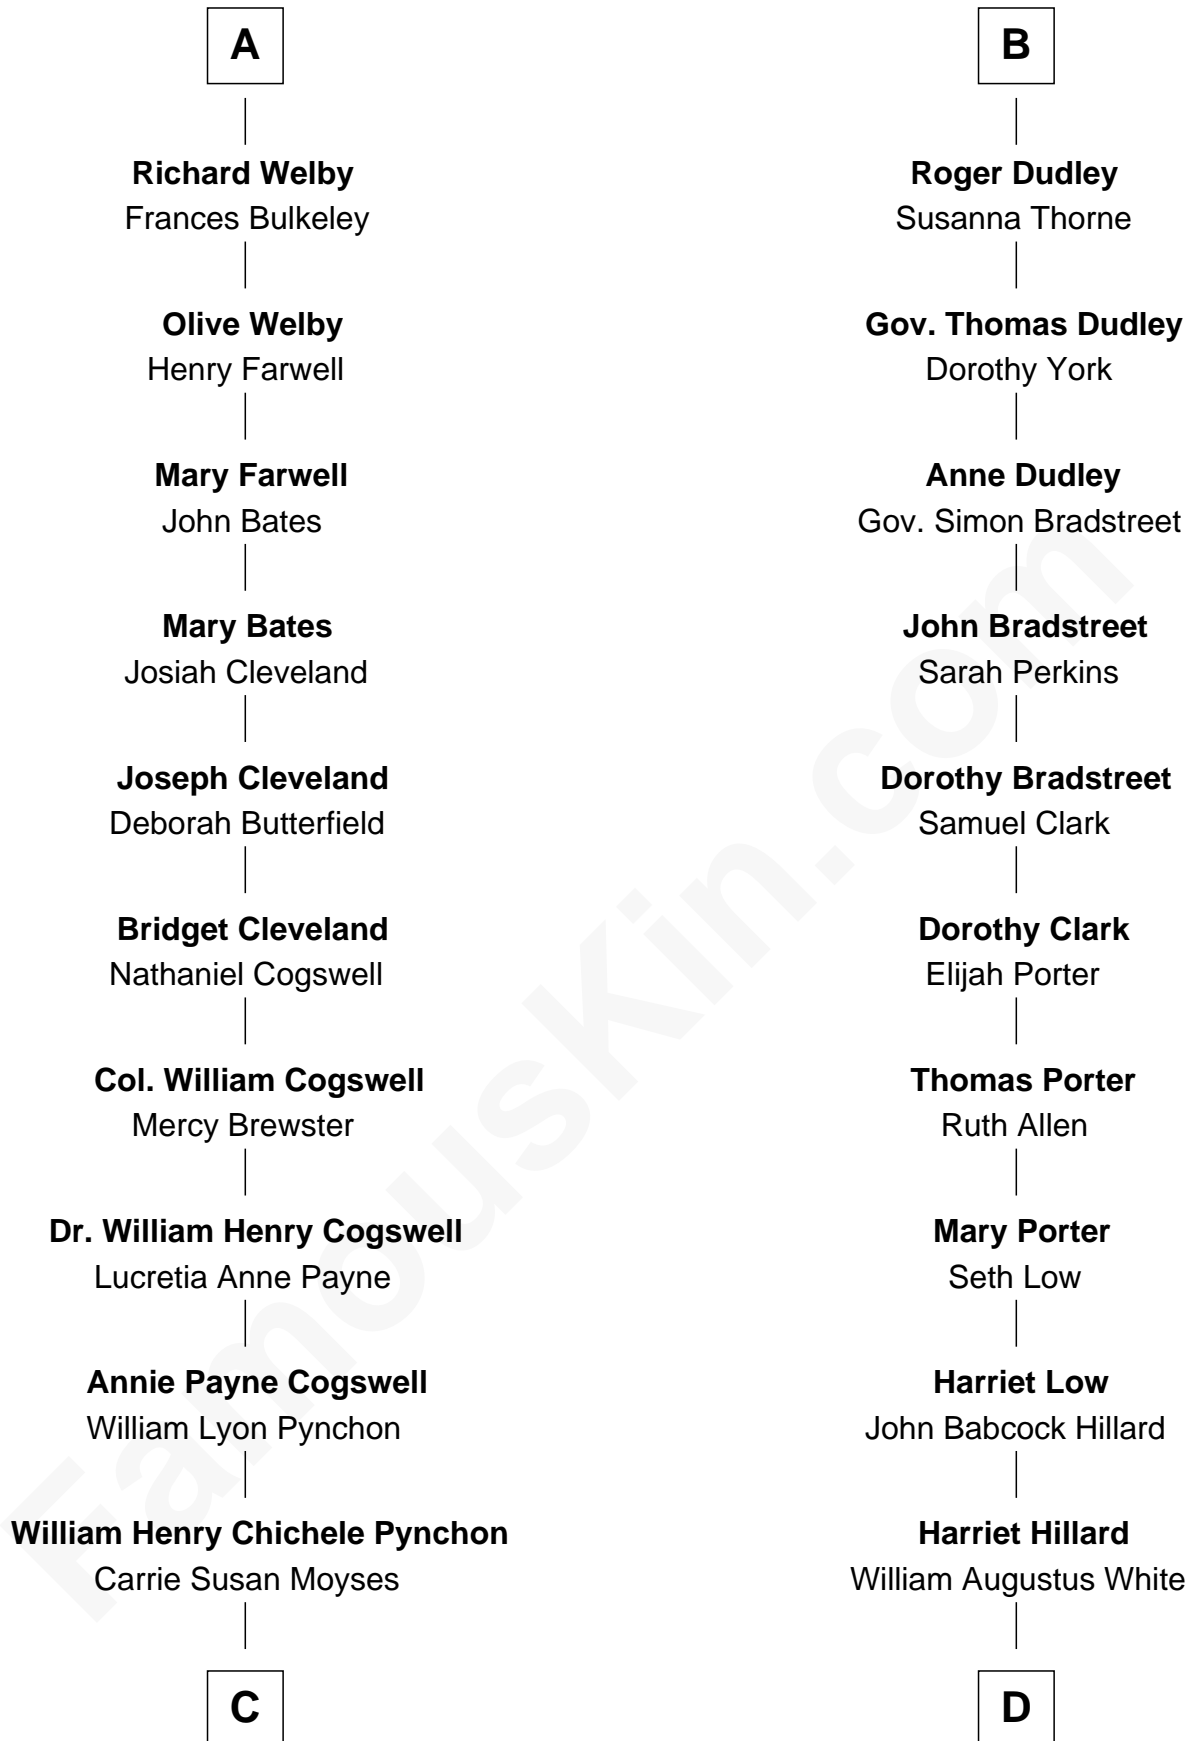 A
Richard Welby
Frances Bulkeley
Olive Welby
Henry Farwell
Mary Farwell
John Bates
Mary Bates
Josiah Cleveland
Joseph Cleveland
Deborah Butterfield
Bridget Cleveland
Nathaniel Cogswell
Col. William Cogswell
Mercy Brewster
Dr. William Henry Cogswell
Lucretia Anne Payne
Annie Payne Cogswell
William Lyon Pynchon
William Henry Chichele Pynchon
Carrie Susan Moyses
C
B
Roger Dudley
Susanna Thorne
Gov. Thomas Dudley
Dorothy York
Anne Dudley
Gov. Simon Bradstreet
John Bradstreet
Sarah Perkins
Dorothy Bradstreet
Samuel Clark
Dorothy Clark
Elijah Porter
Thomas Porter
Ruth Allen
Mary Porter
Seth Low
Harriet Low
John Babcock Hillard
Harriet Hillard
William Augustus White
D
FamousKin.com